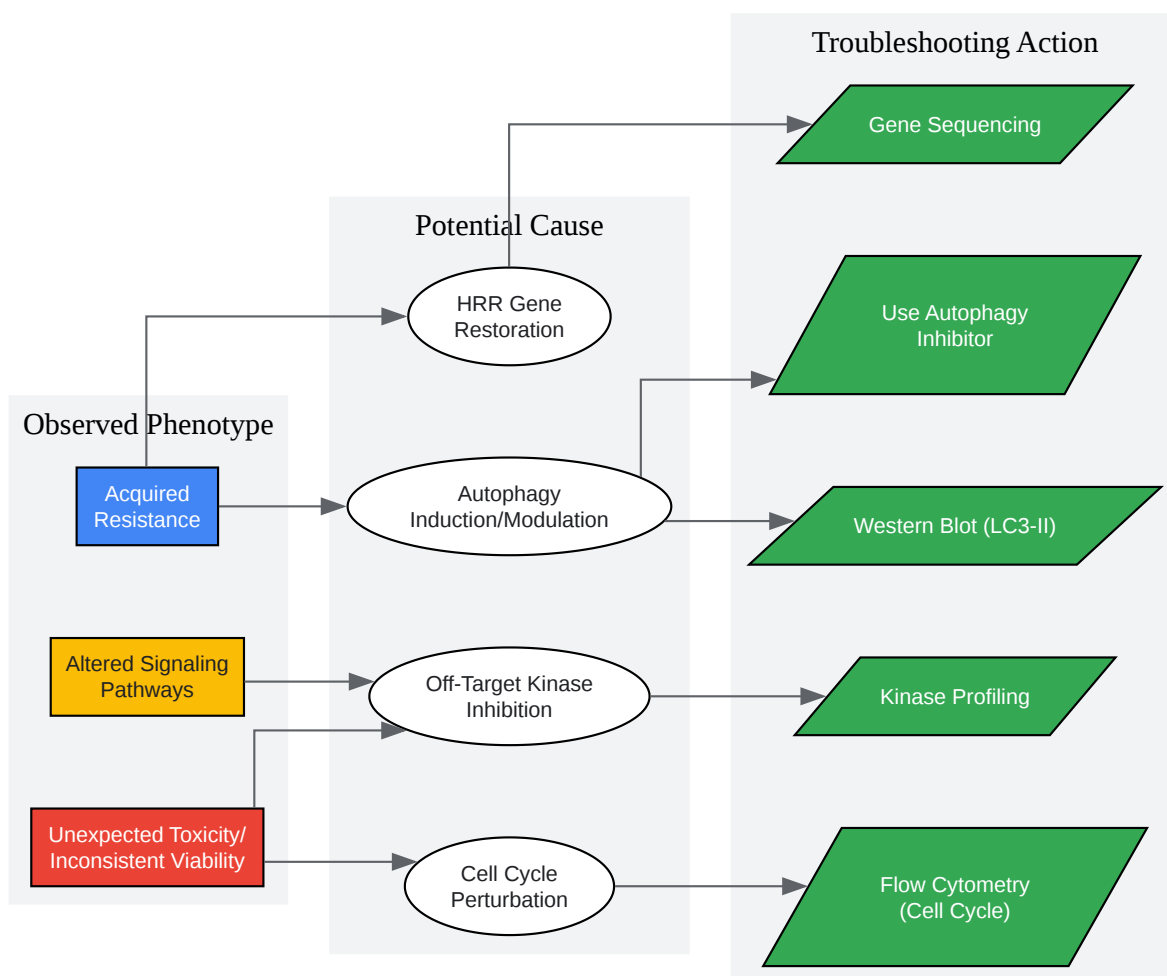 Troubleshooting Action
Gene Sequencing
Potential Cause
HRR Gene
Restoration
Use Autophagy
Inhibitor
Observed Phenotype
Acquired
Resistance
Autophagy
Induction/Modulation
Western Blot (LC3-II)
Altered Signaling
Pathways
Off-Target Kinase
Inhibition
Kinase Profiling
Unexpected Toxicity/
Inconsistent Viability
Cell Cycle
Perturbation
Flow Cytometry
(Cell Cycle)